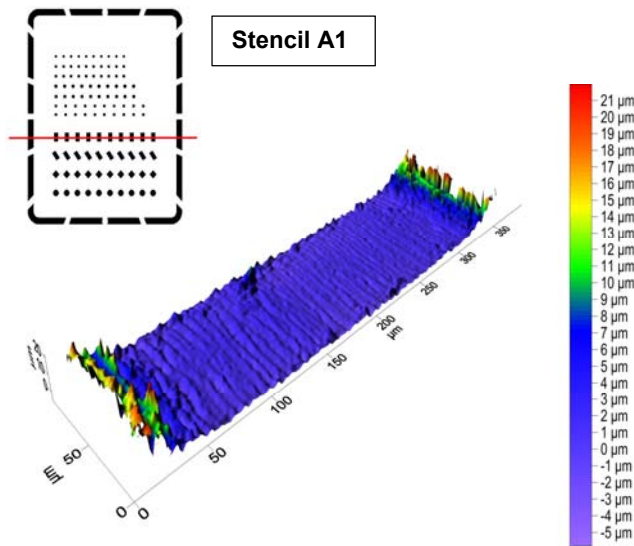 Stencil A1
21 µm
20 µm
19 µm
18 µm
17 µm
16 µm
15 µm
14 µm
13 µm
12 µm
11 µm
10 µm
9 µm
8 µm
7 µm
6 µm
5 µm
4 µm
3 µm
2 µm
1 µm
0 µm
-1 µm
-2 µm
-3 µm
-4 µm
-5 µm
350
300
250
200
µm
150
100
50
0
0
50
µm